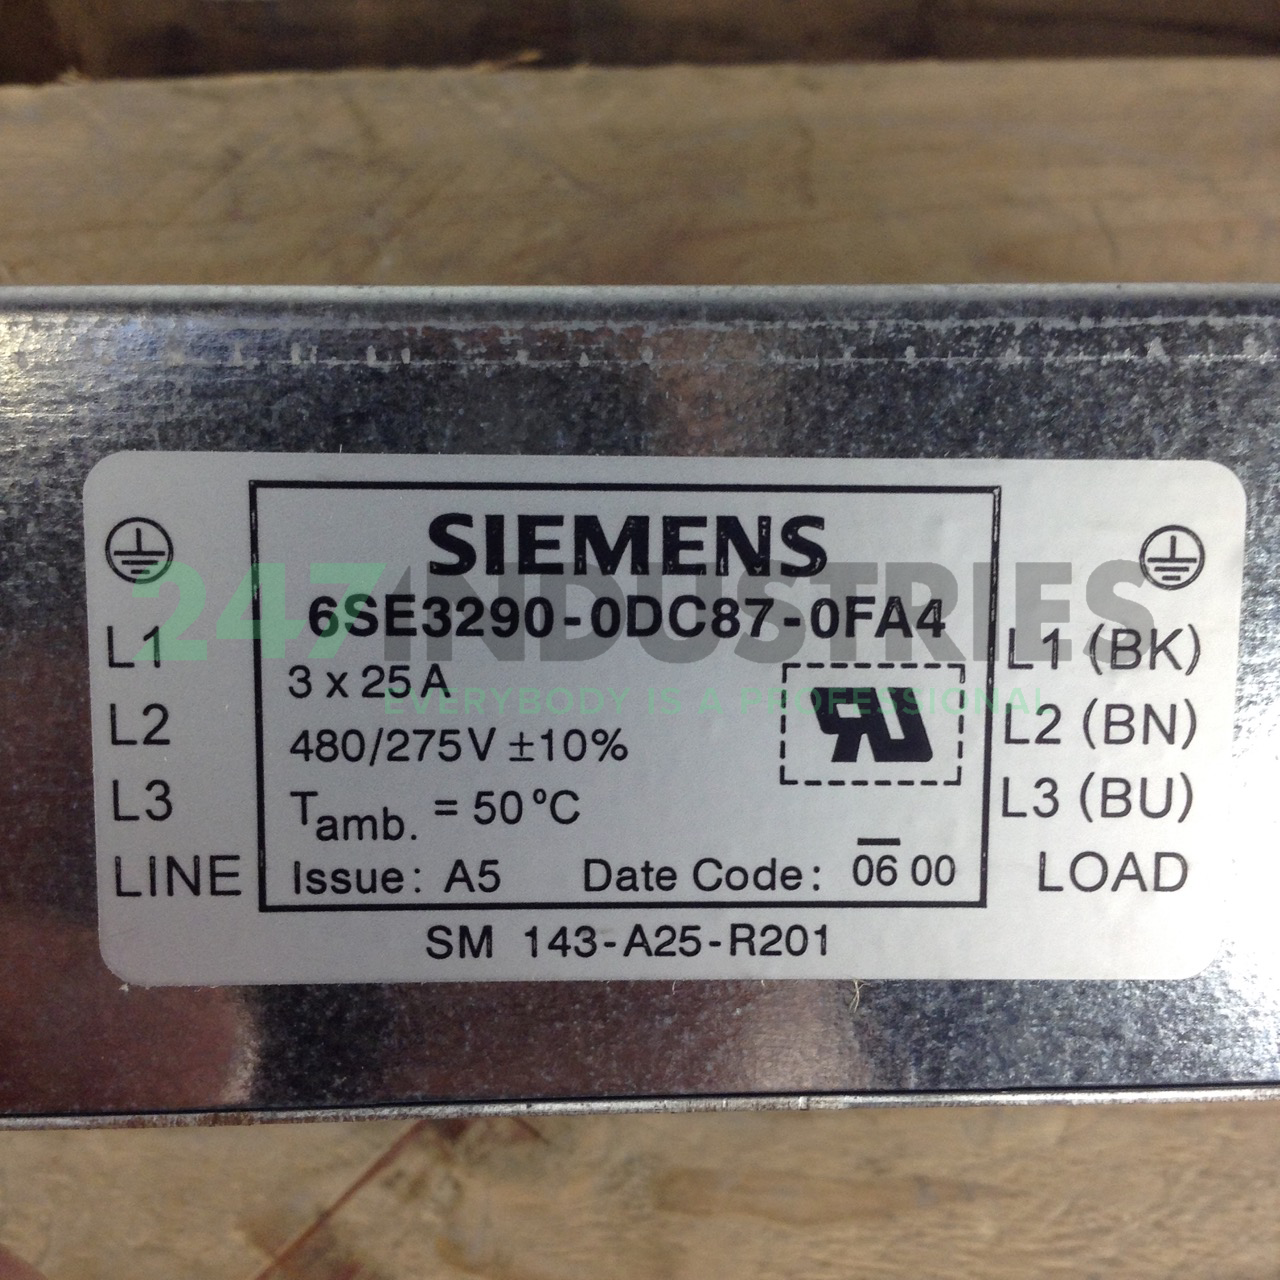 SIEMENS
6SE3290-0DC87-0FA4
3 x 25A
480/275V ±10%
Tamb. = 50 ºC
Issue: A5 Date Code: 06 00
SM 143-A25-R201
L1
L2
L3
LINE
L1 (BK)
L2 (BN)
L3 (BU)
LOAD
247INDUSTRIES
EVERYBODY IS A PROFESSIONAL